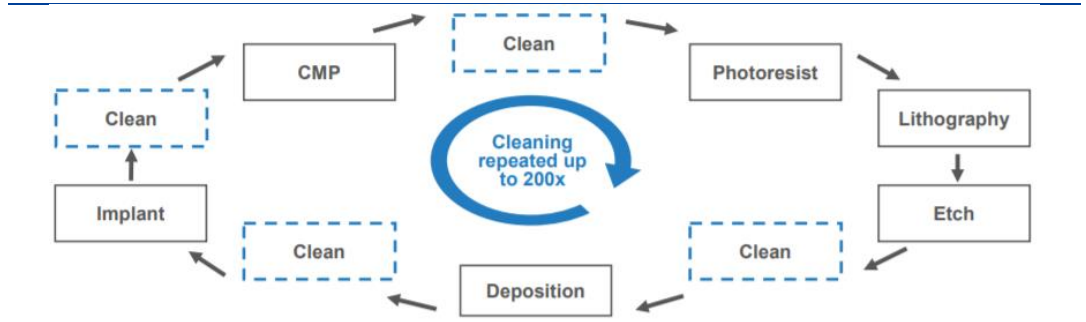 Clean
CMP
Photoresist
Clean
Lithography
Cleaning
repeated up
to 200x
Implant
Etch
Clean
Clean
Deposition